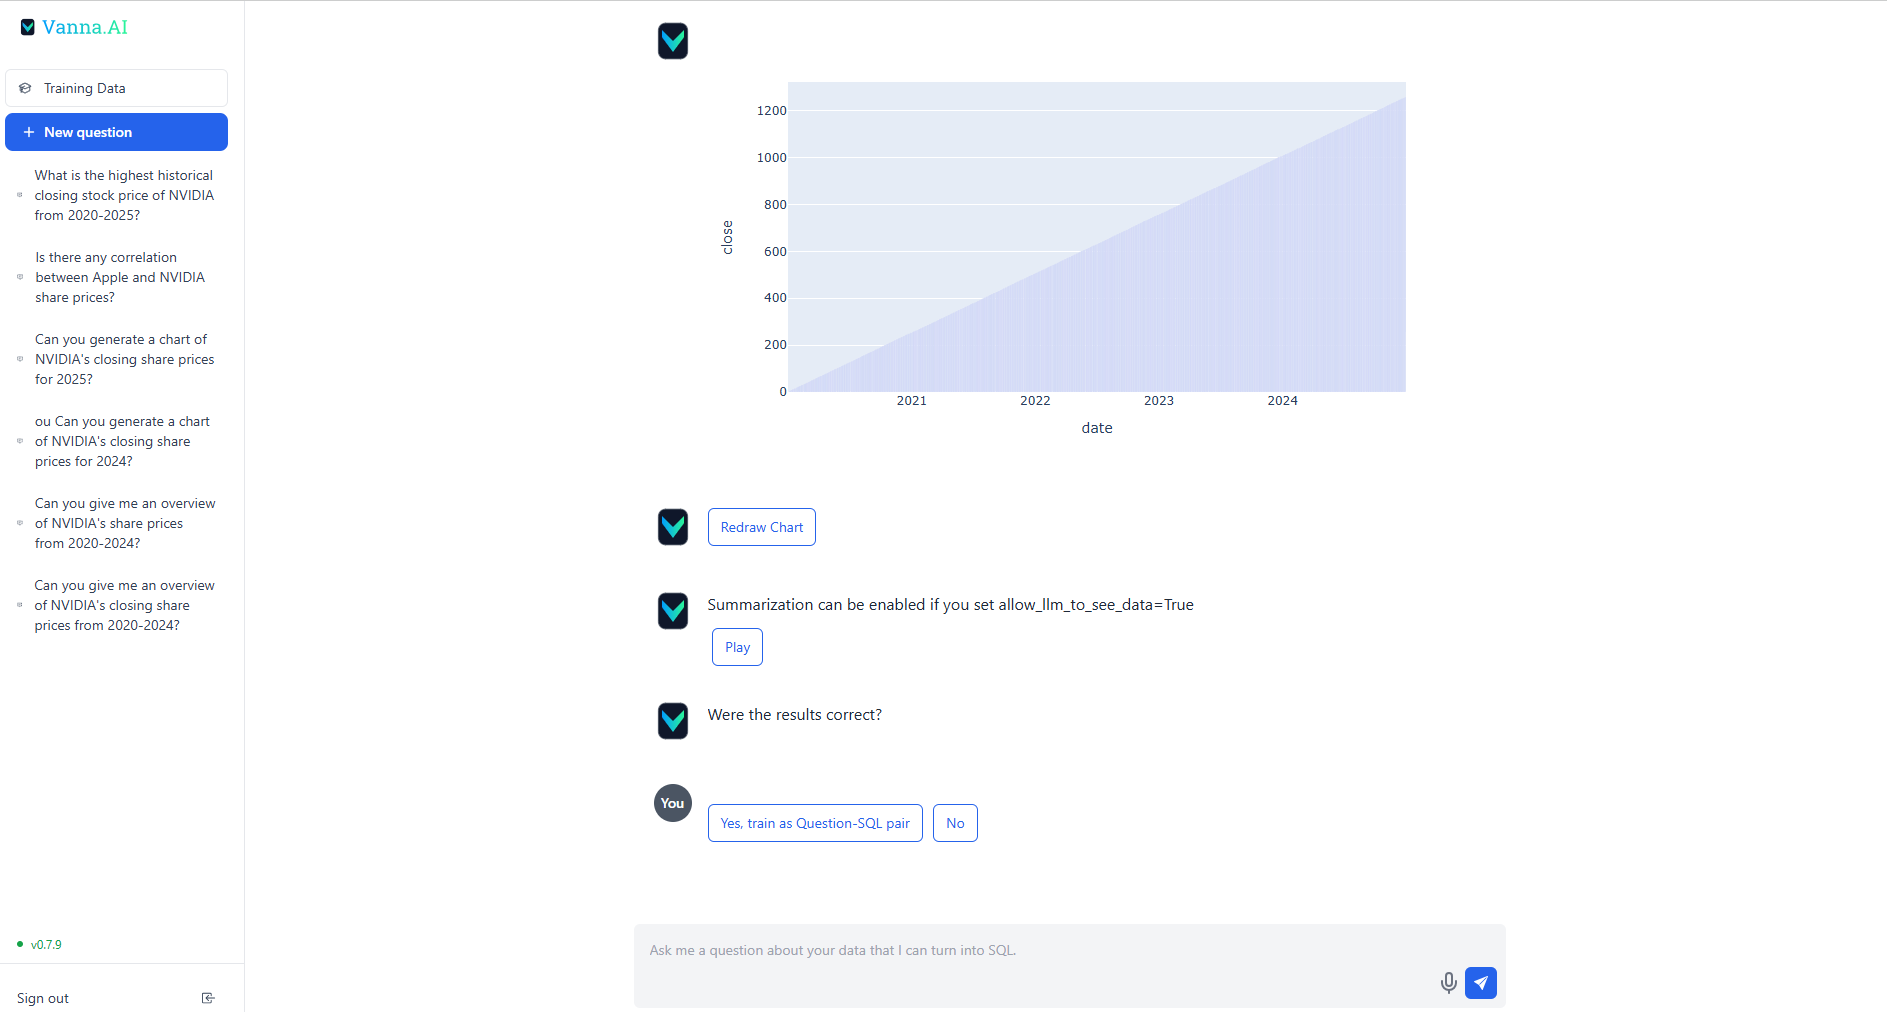 Vanna.AI
Training Data
+ New question
What is the highest historical
closing stock price of NVIDIA
from 2020-2025?
Is there any correlation
between Apple and NVIDIA
share prices?
Can you generate a chart of
NVIDIA's closing share prices
for 2025?
ou Can you generate a chart
of NVIDIA's closing share
prices for 2024?
Can you give me an overview
of NVIDIA's share prices
from 2020-2024?
Can you give me an overview
of NVIDIA's closing share
prices from 2020-2024?
v0.7.9
Sign out
1200
1000
800
600
400
200
0
close
2021 2022 2023 2024
date
Redraw Chart
Summarization can be enabled if you set allow_llm_to_see_data=True
Play
Were the results correct?
You
Yes, train as Question-SQL pair No
Ask me a question about your data that I can turn into SQL.